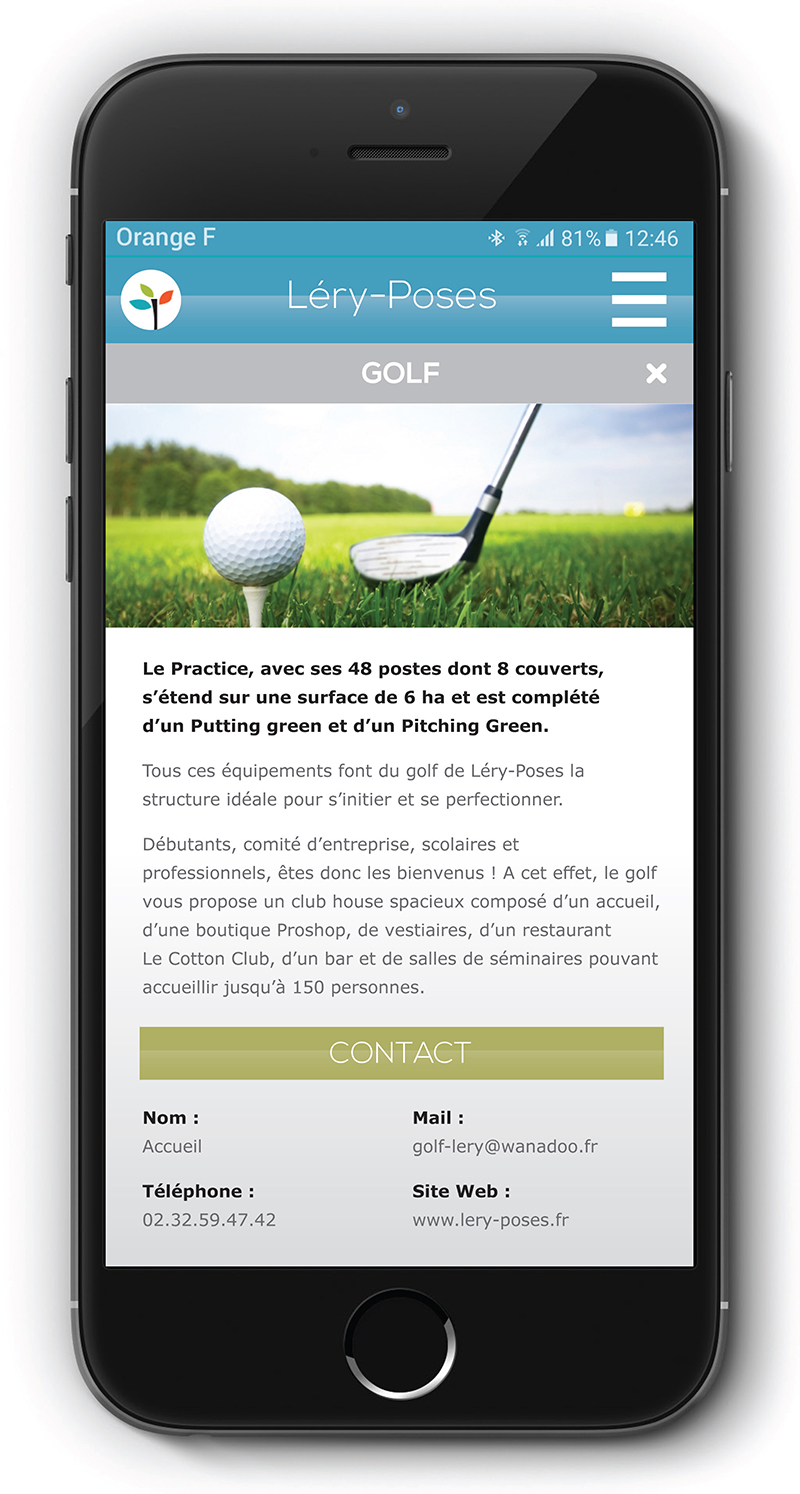 Orange F 81% 12:46
Léry-Poses
GOLF
Le Practice, avec ses 48 postes dont 8 couverts,
s’étend sur une surface de 6 ha et est complété
d’un Putting green et d’un Pitching Green.
Tous ces équipements font du golf de Léry-Poses la
structure idéale pour s’initier et se perfectionner.
Débutants, comité d’entreprise, scolaires et
professionnels, êtes donc les bienvenus ! A cet effet, le golf
vous propose un club house spacieux composé d’un accueil,
d’une boutique Proshop, de vestiaires, d’un restaurant
Le Cotton Club, d’un bar et de salles de séminaires pouvant
accueillir jusqu’à 150 personnes.
CONTACT
Nom :
Accueil
Mail :
golf-lery@wanadoo.fr
Téléphone :
02.32.59.47.42
Site Web :
www.lery-poses.fr